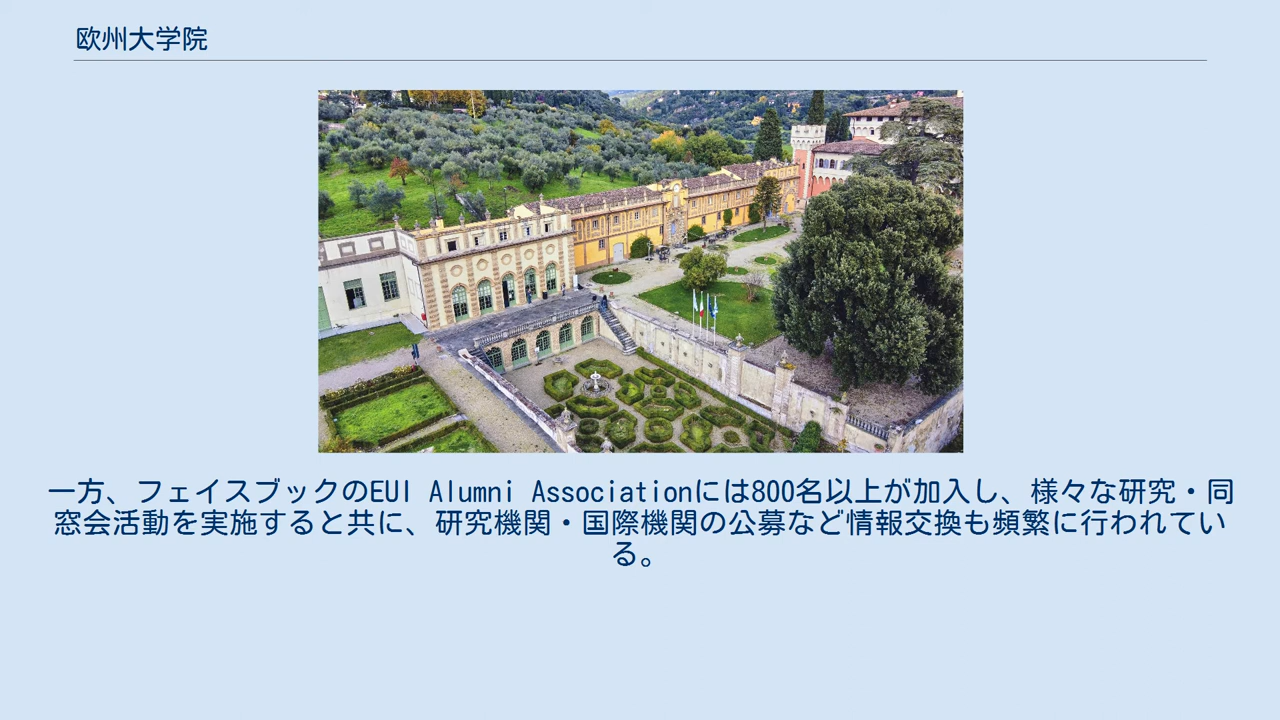 欧州大学院
一方、フェイスブックのEUI Alumni Associationには800名以上が加入し、様々な研究・同
窓会活動を実施すると共に、研究機関・国際機関の公募など情報交換も頻繁に行われてい
る。